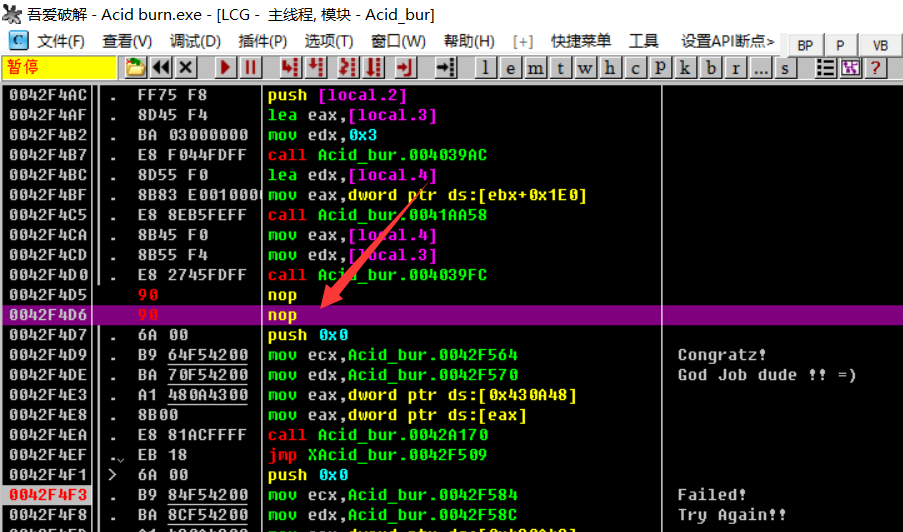 吾爱破解 - Acid burn.exe - [LCG - 主线程, 模块 - Acid_bur]
C 文件(F) 查看(V) 调试(D) 插件(P) 选项(T) 窗口(W) 帮助(H) [+] 快捷菜单 工具 设置API断点> BP P VB
暂停 l e m t w h c P k b r ... s ?
0042F4AC . FF75 F8 push [local.2]
0042F4AF . 8D45 F4 lea eax,[local.3]
0042F4B2 . BA 03000000 mov edx,0x3
0042F4B7 . E8 F044FDFF call Acid_bur.004039AC
0042F4BC . 8D55 F0 lea edx,[local.4]
0042F4BF . 8B83 E0010000 mov eax,dword ptr ds:[ebx+0x1E0]
0042F4C5 . E8 8EB5FEFF call Acid_bur.0041AA58
0042F4CA . 8B45 F0 mov eax,[local.4]
0042F4CD . 8B55 F4 mov edx,[local.3]
0042F4D0 . E8 2745FDFF call Acid_bur.004039FC
0042F4D5 90 nop
0042F4D6 90 nop
0042F4D7 . 6A 00 push 0x0
0042F4D9 . B9 64F54200 mov ecx,Acid_bur.0042F564 Congratz!
0042F4DE . BA 70F54200 mov edx,Acid_bur.0042F570 God Job dude !! =)
0042F4E3 . A1 480A4300 mov eax,dword ptr ds:[0x430A48]
0042F4E8 . 8B00 mov eax,dword ptr ds:[eax]
0042F4EA . E8 81ACFFFF call Acid_bur.0042A170
0042F4EF . EB 18 jmp XAcid_bur.0042F509
0042F4F1 > 6A 00 push 0x0
0042F4F3 . B9 84F54200 mov ecx,Acid_bur.0042F584 Failed!
0042F4F8 . BA 8CF54200 mov edx,Acid_bur.0042F58C Try Again!!